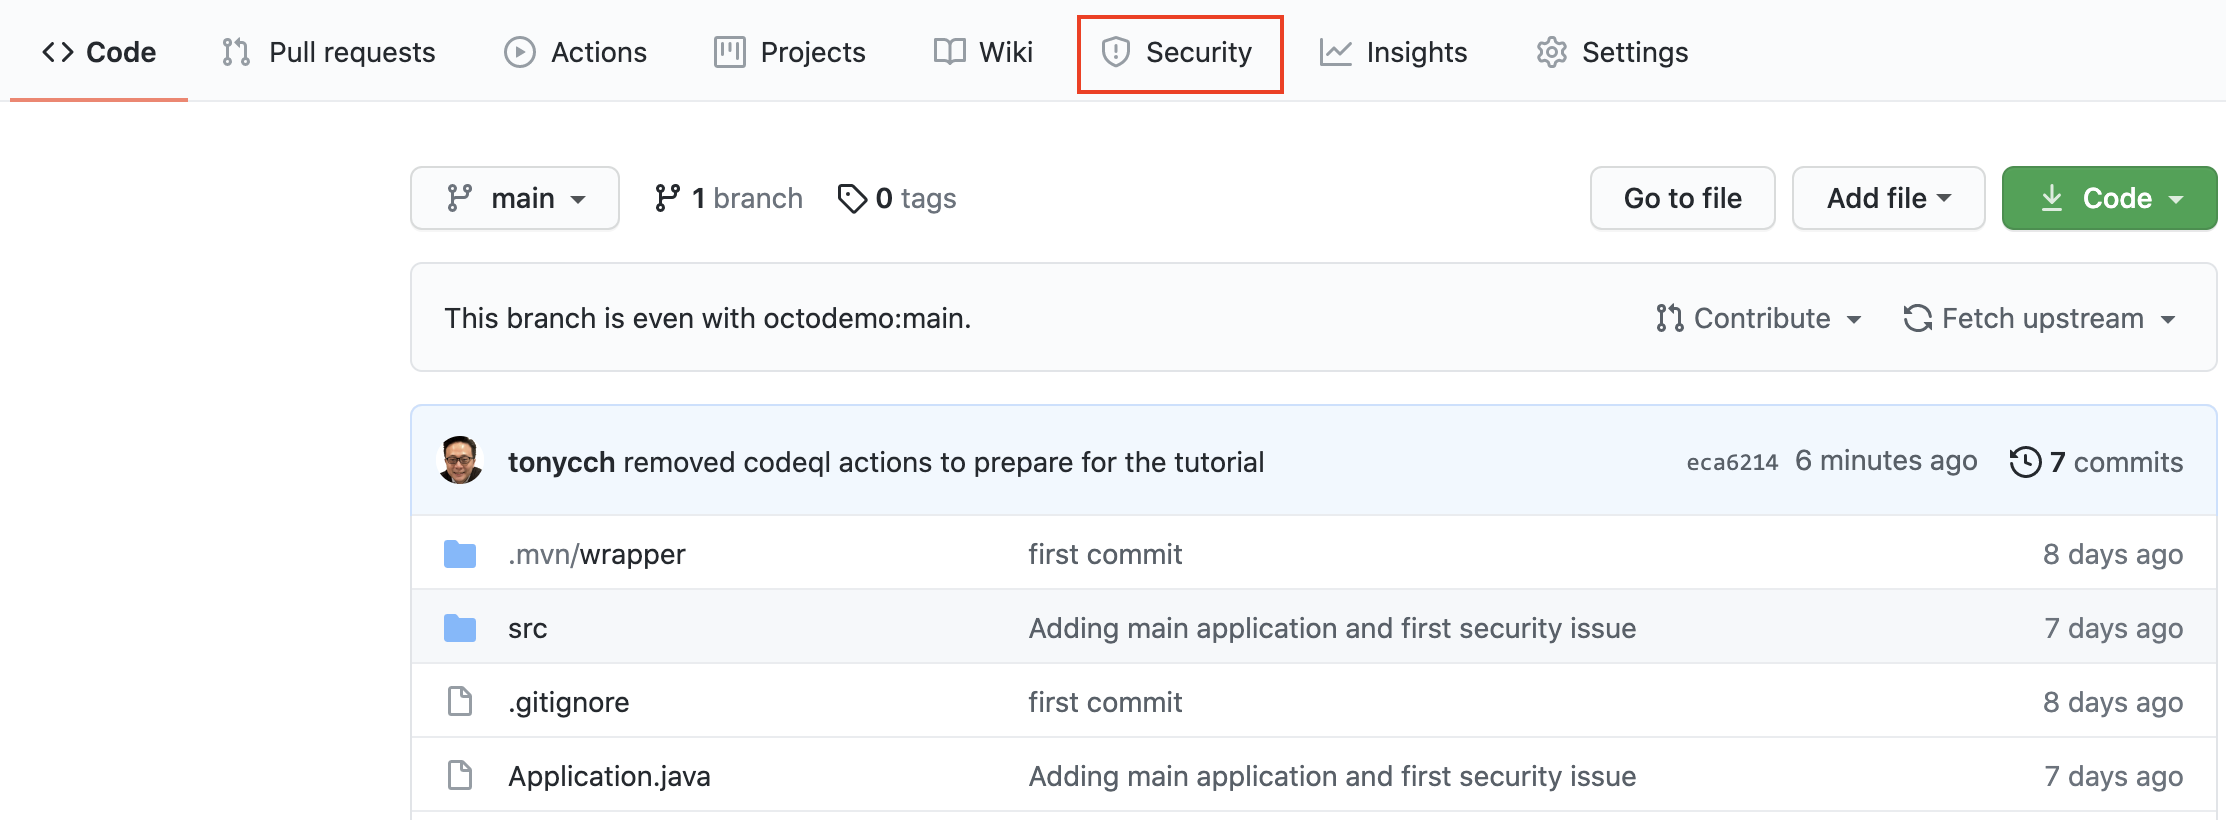 Code Pull requests Actions Projects Wiki Security Insights Settings
main 1 branch 0 tags Go to file Add file Code
This branch is even with octodemo:main. Contribute Fetch upstream
tonycch removed codeql actions to prepare for the tutorial eca6214 6 minutes ago 7 commits
.mvn/wrapper first commit 8 days ago
src Adding main application and first security issue 7 days ago
.gitignore first commit 8 days ago
Application.java Adding main application and first security issue 7 days ago